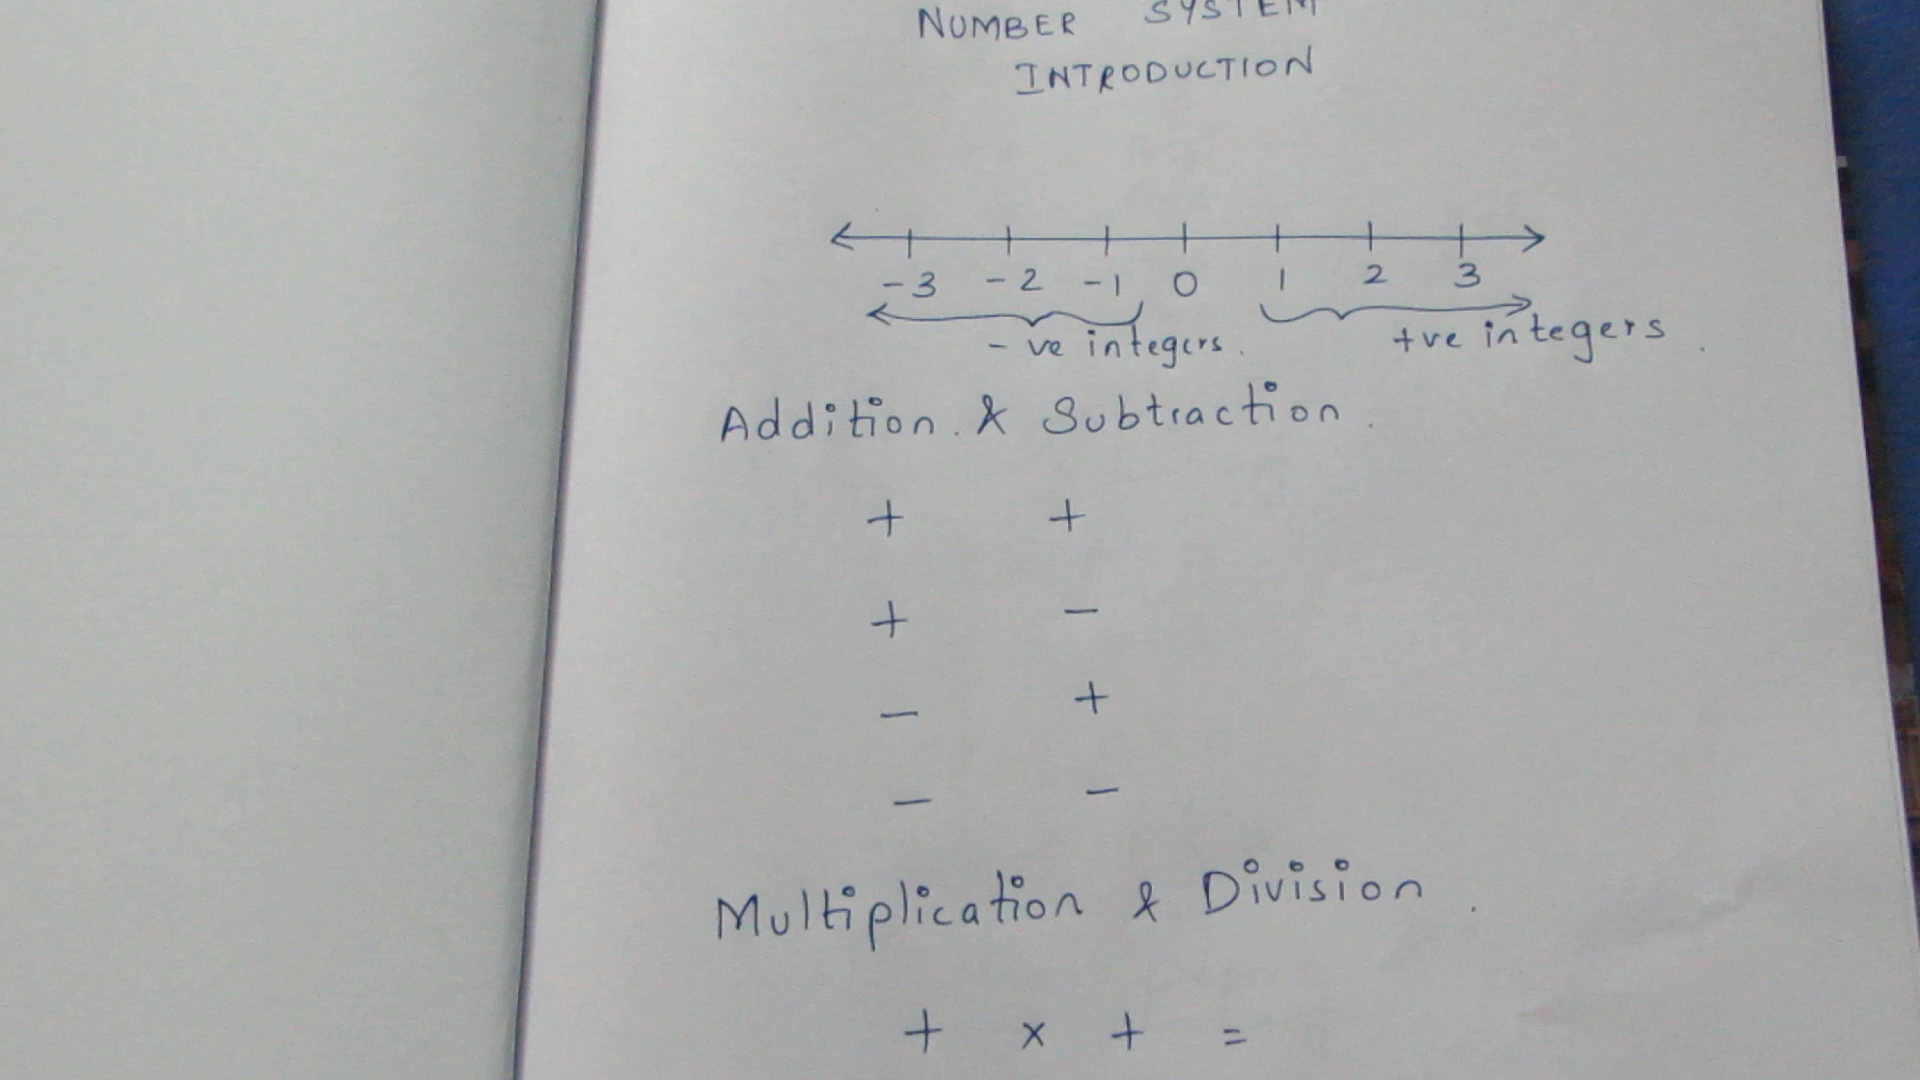 NUMBER SYSTEM
INTRODUCTION
-3 -2 -1 0 1 2 3
-ve integers. +ve integers.
Addition. & Subtraction.
+ +
+ -
- +
- -
Multiplication & Division.
+ x + =